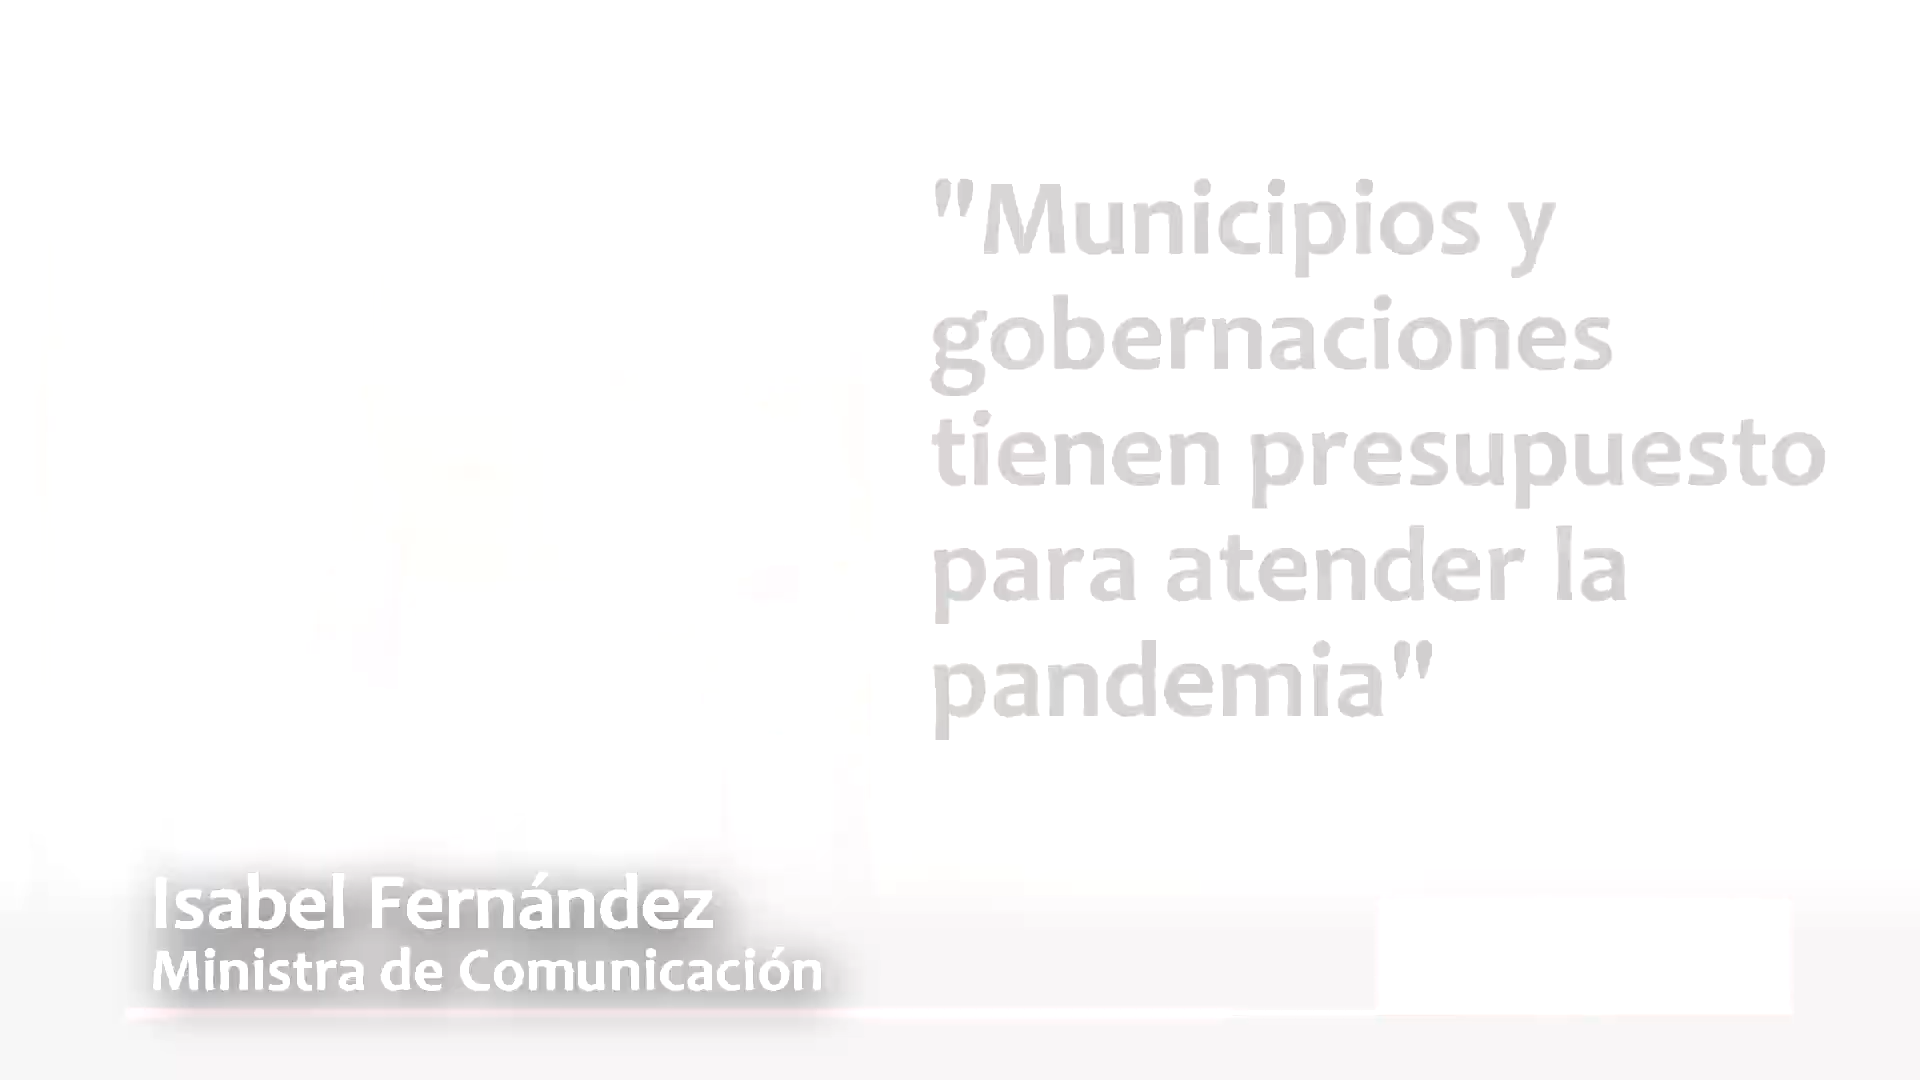 "Municipios y
gobernaciones
tienen presupuesto
para atender la
pandemia"
Isabel Fernández
Ministra de Comunicación